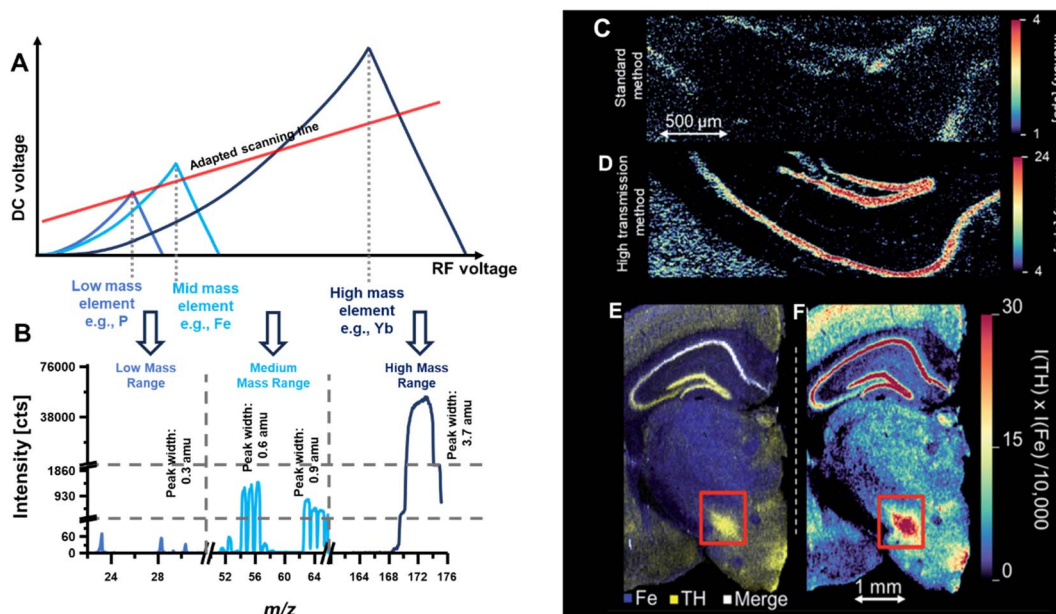 A
DC voltage
Adapted scanning line
RF voltage
Low mass
element
e.g., P
Mid mass
element
e.g., Fe
High mass
element
e.g., Yb
B
Low Mass
Range
Medium
Mass Range
High Mass
Range
Intensity [cts]
76000
38000
1860
930
60
0
Peak width:
0.3 amu
Peak width:
0.6 amu
Peak width:
0.9 amu
Peak width:
3.7 amu
24
28
52
56
60
64
168
172
176
m/z
C
Standard
method
500 µm
4
1
D
High transmission
method
24
4
E
F
30
15
0
I(TH) x I(Fe) /10,000
1 mm
Fe
TH
Merge